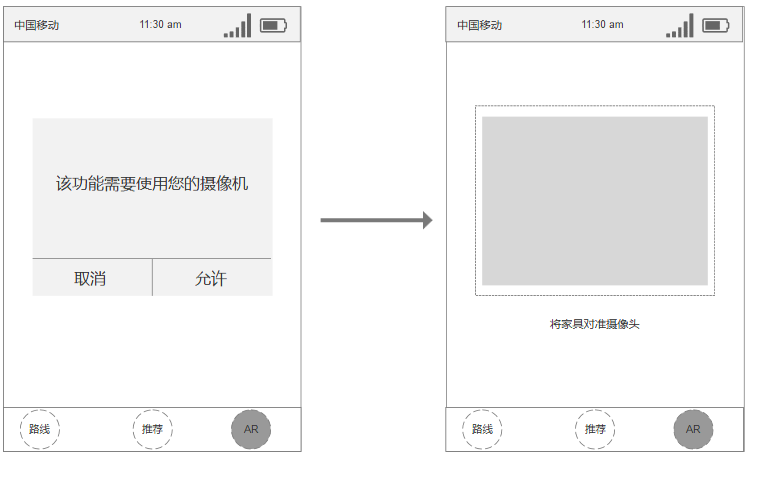 中国移动 11:30 am
该功能需要使用您的摄像机
取消 允许
路线 推荐 AR
中国移动 11:30 am
将家具对准摄像头
路线 推荐 AR